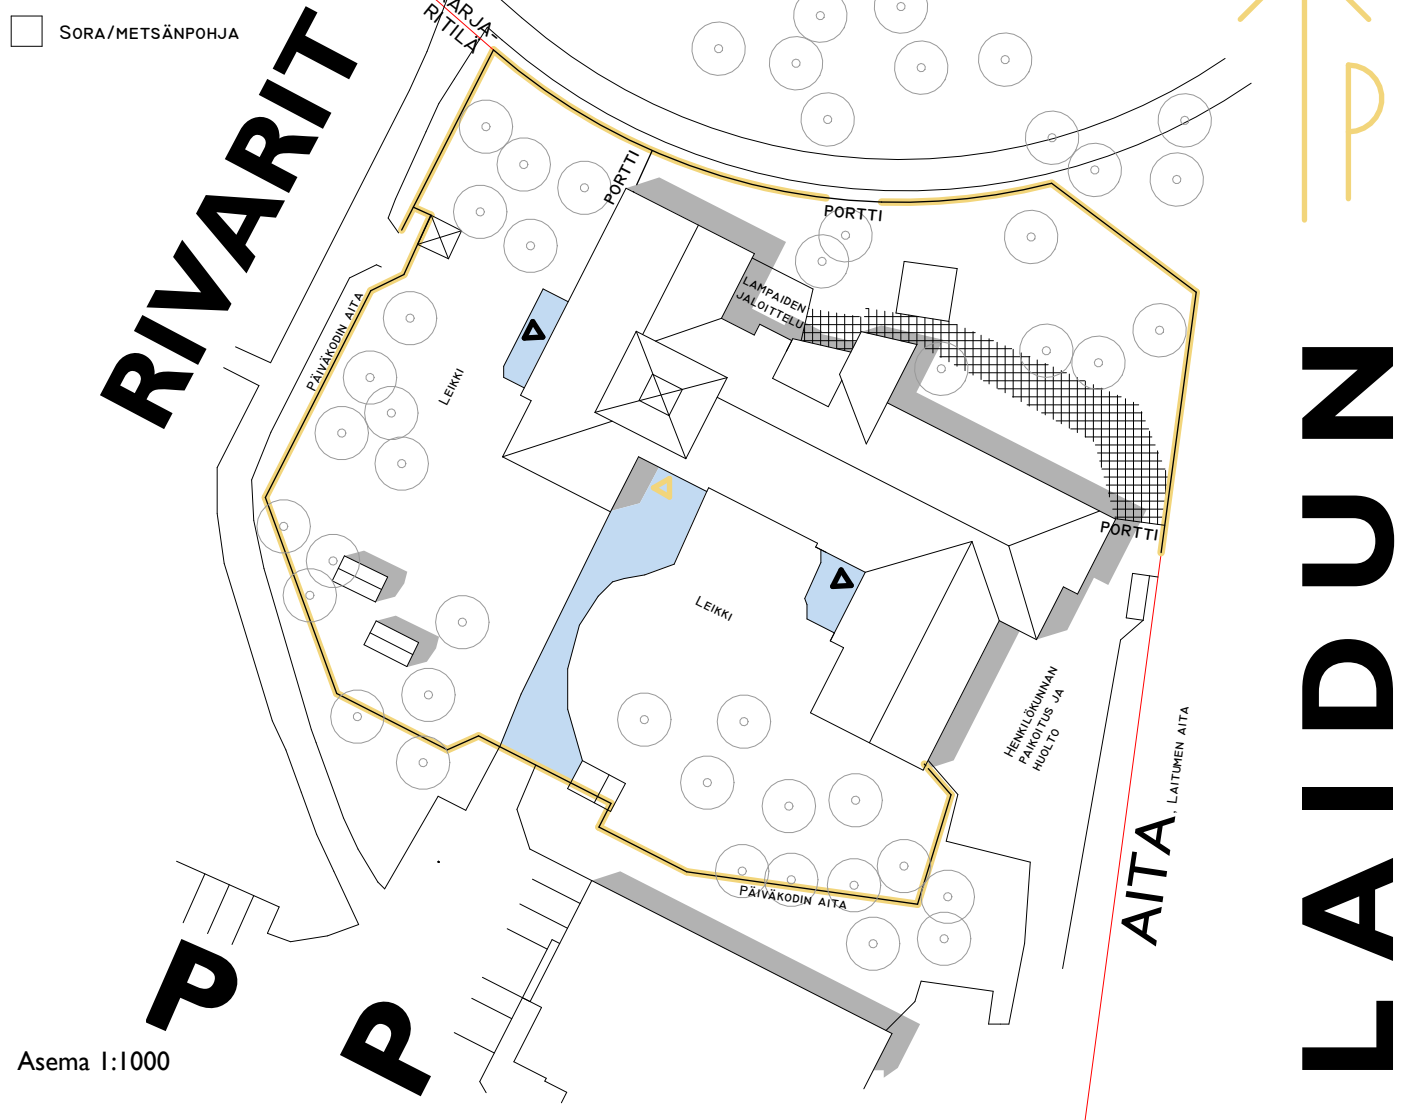 ARJA-
RITILÄ
SORA/METSÄNPOHJA
RIVARIT
PORTTI
PORTTI
P
LAMPAIDEN
JALOITTELU
PÄIVÄKODIN AITA
LEIKKI
PORTTI
LEIKKI
LAIDUN
HENKILÖKUNNAN
PAIKOITUS JA
HUOLTO
AITA, LAITUMEN AITA
PÄIVÄKODIN AITA
P
P
Asema 1:1000